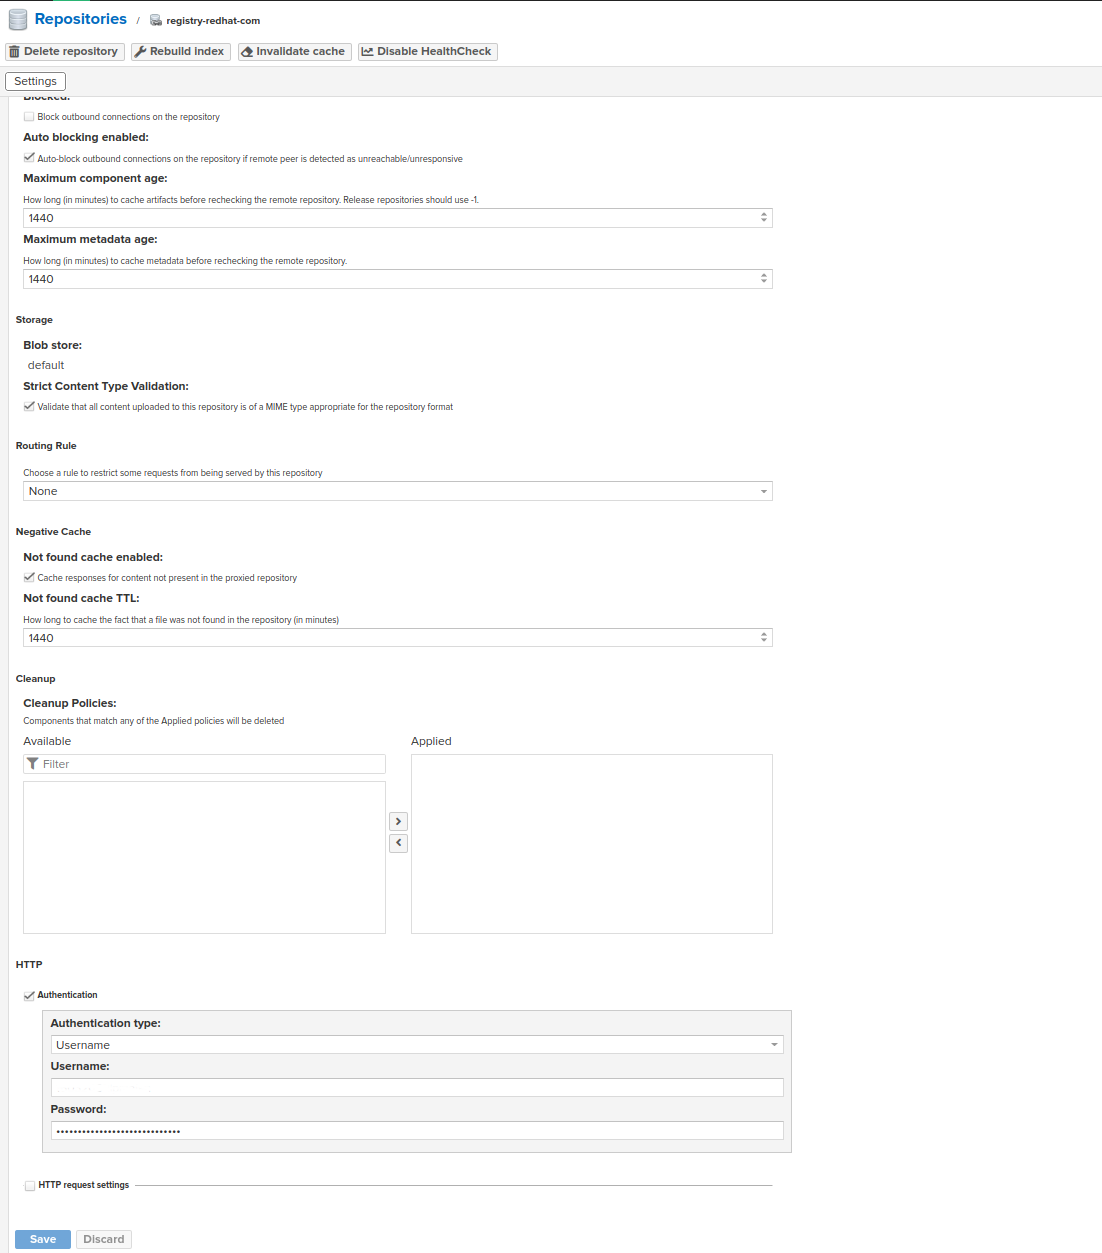 Repositories / registry-redhat-com
Delete repository Rebuild index Invalidate cache Disable HealthCheck
Settings
Blocked:
Block outbound connections on the repository
Auto blocking enabled:
Auto-block outbound connections on the repository if remote peer is detected as unreachable/unresponsive
Maximum component age:
How long (in minutes) to cache artifacts before rechecking the remote repository. Release repositories should use -1.
1440
Maximum metadata age:
How long (in minutes) to cache metadata before rechecking the remote repository.
1440
Storage
Blob store:
default
Strict Content Type Validation:
Validate that all content uploaded to this repository is of a MIME type appropriate for the repository format
Routing Rule
Choose a rule to restrict some requests from being served by this repository
None
Negative Cache
Not found cache enabled:
Cache responses for content not present in the proxied repository
Not found cache TTL:
How long to cache the fact that a file was not found in the repository (in minutes)
1440
Cleanup
Cleanup Policies:
Components that match any of the Applied policies will be deleted
Available Applied
Filter
HTTP
Authentication
Authentication type:
Username
Username:
Password:
•••••••••••••••••••••••••••••
HTTP request settings
Save Discard